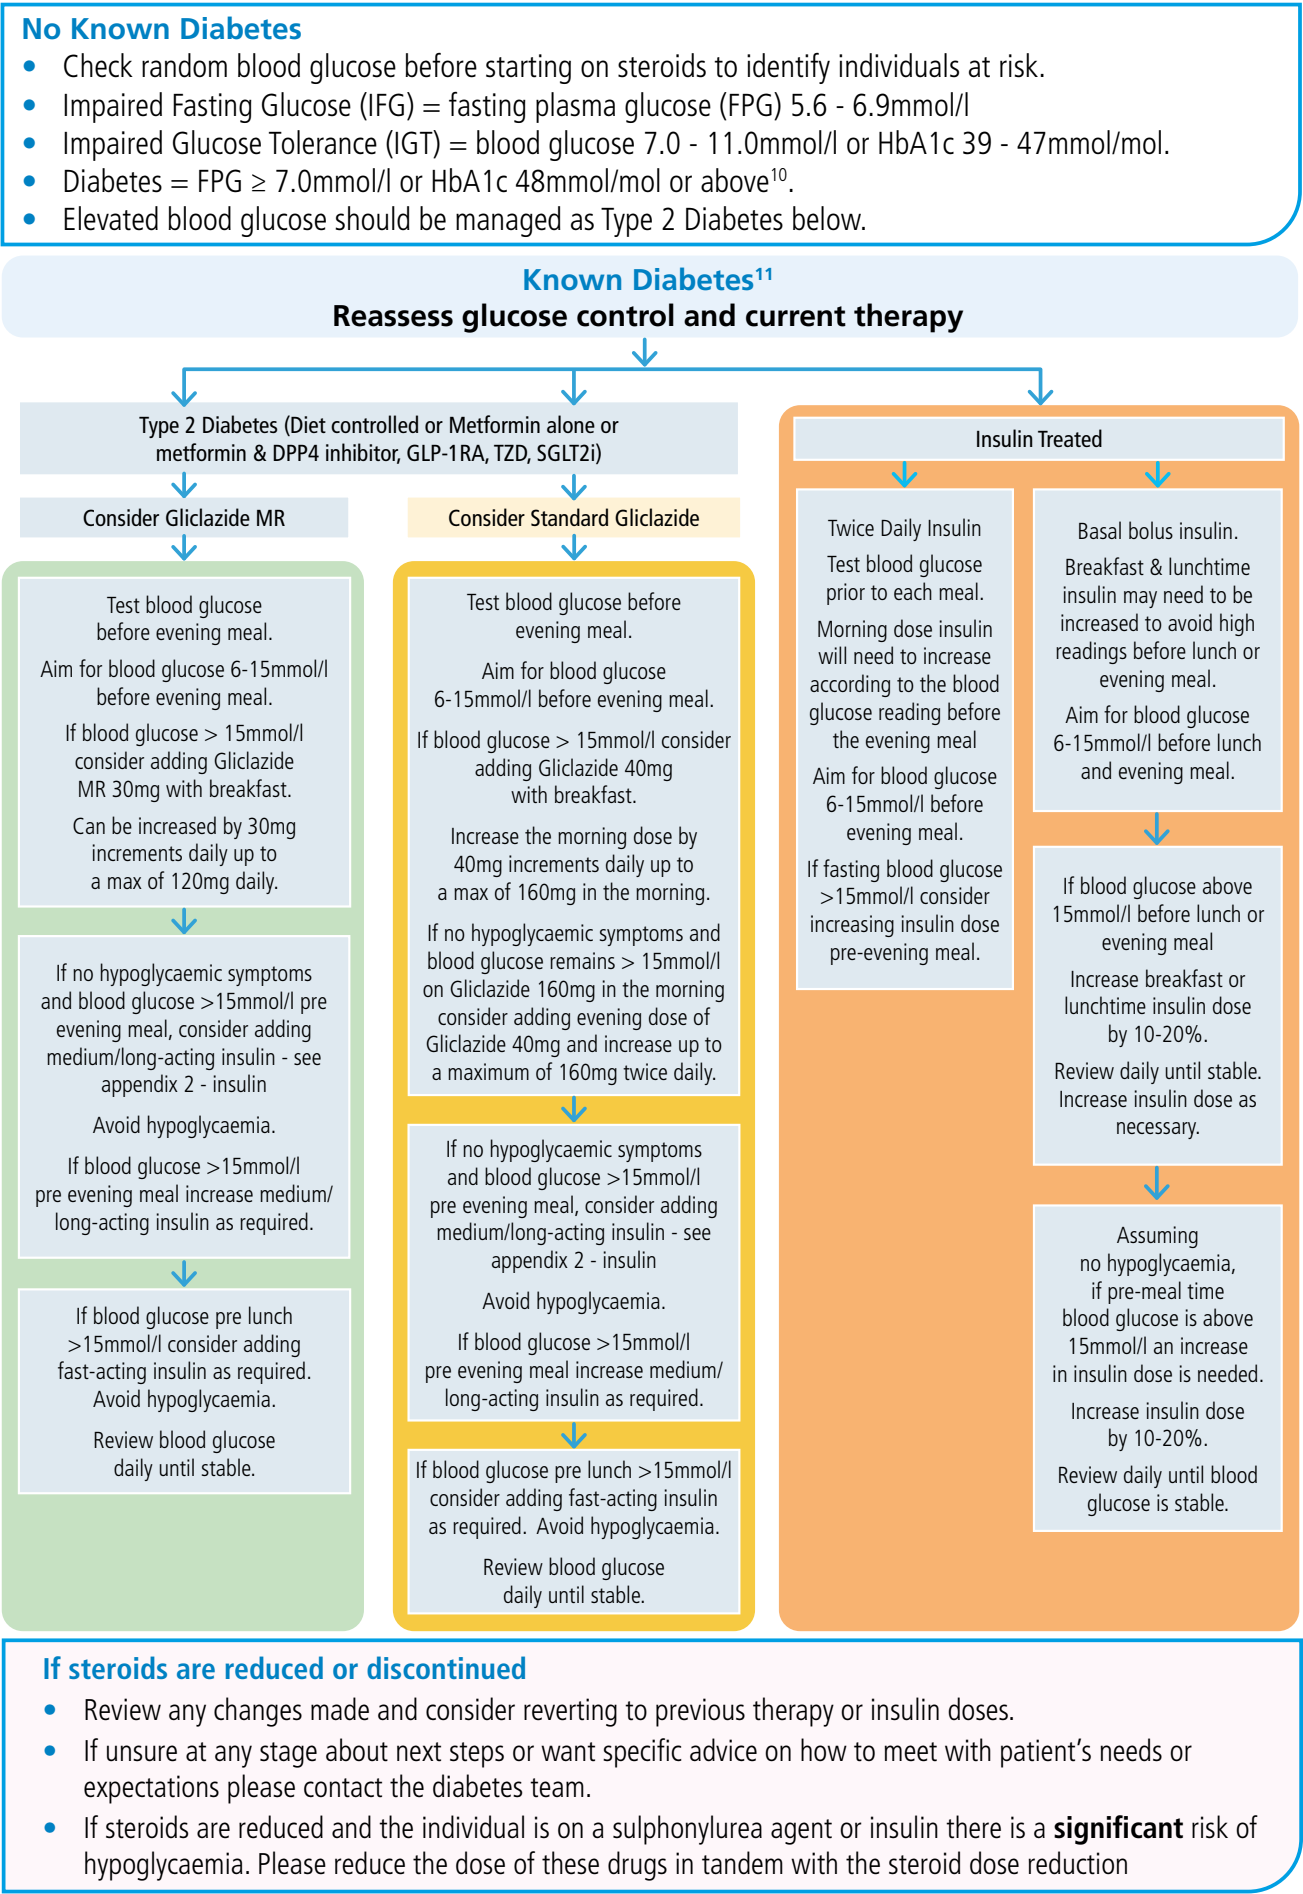 No Known Diabetes
• Check random blood glucose before starting on steroids to identify individuals at risk.
• Impaired Fasting Glucose (IFG) = fasting plasma glucose (FPG) 5.6 - 6.9mmol/l
• Impaired Glucose Tolerance (IGT) = blood glucose 7.0 - 11.0mmol/l or HbA1c 39 - 47mmol/mol.
• Diabetes = FPG ≥ 7.0mmol/l or HbA1c 48mmol/mol or above¹⁰.
• Elevated blood glucose should be managed as Type 2 Diabetes below.
Known Diabetes¹¹
Reassess glucose control and current therapy
Type 2 Diabetes (Diet controlled or Metformin alone or
metformin & DPP4 inhibitor, GLP-1RA, TZD, SGLT2i)
Consider Gliclazide MR
Test blood glucose
before evening meal.
Aim for blood glucose 6-15mmol/l
before evening meal.
If blood glucose > 15mmol/l
consider adding Gliclazide
MR 30mg with breakfast.
Can be increased by 30mg
increments daily up to
a max of 120mg daily.
If no hypoglycaemic symptoms
and blood glucose >15mmol/l pre
evening meal, consider adding
medium/long-acting insulin - see
appendix 2 - insulin
Avoid hypoglycaemia.
If blood glucose >15mmol/l
pre evening meal increase medium/
long-acting insulin as required.
If blood glucose pre lunch
>15mmol/l consider adding
fast-acting insulin as required.
Avoid hypoglycaemia.
Review blood glucose
daily until stable.
Consider Standard Gliclazide
Test blood glucose before
evening meal.
Aim for blood glucose
6-15mmol/l before evening meal.
If blood glucose > 15mmol/l consider
adding Gliclazide 40mg
with breakfast.
Increase the morning dose by
40mg increments daily up to
a max of 160mg in the morning.
If no hypoglycaemic symptoms and
blood glucose remains > 15mmol/l
on Gliclazide 160mg in the morning
consider adding evening dose of
Gliclazide 40mg and increase up to
a maximum of 160mg twice daily.
If no hypoglycaemic symptoms
and blood glucose >15mmol/l
pre evening meal, consider adding
medium/long-acting insulin - see
appendix 2 - insulin
Avoid hypoglycaemia.
If blood glucose >15mmol/l
pre evening meal increase medium/
long-acting insulin as required.
If blood glucose pre lunch >15mmol/l
consider adding fast-acting insulin
as required. Avoid hypoglycaemia.
Review blood glucose
daily until stable.
Insulin Treated
Twice Daily Insulin
Test blood glucose
prior to each meal.
Morning dose insulin
will need to increase
according to the blood
glucose reading before
the evening meal
Aim for blood glucose
6-15mmol/l before
evening meal.
If fasting blood glucose
>15mmol/l consider
increasing insulin dose
pre-evening meal.
Basal bolus insulin.
Breakfast & lunchtime
insulin may need to be
increased to avoid high
readings before lunch or
evening meal.
Aim for blood glucose
6-15mmol/l before lunch
and evening meal.
If blood glucose above
15mmol/l before lunch or
evening meal
Increase breakfast or
lunchtime insulin dose
by 10-20%.
Review daily until stable.
Increase insulin dose as
necessary.
Assuming
no hypoglycaemia,
if pre-meal time
blood glucose is above
15mmol/l an increase
in insulin dose is needed.
Increase insulin dose
by 10-20%.
Review daily until blood
glucose is stable.
If steroids are reduced or discontinued
• Review any changes made and consider reverting to previous therapy or insulin doses.
• If unsure at any stage about next steps or want specific advice on how to meet with patient's needs or
expectations please contact the diabetes team.
• If steroids are reduced and the individual is on a sulphonylurea agent or insulin there is a significant risk of
hypoglycaemia. Please reduce the dose of these drugs in tandem with the steroid dose reduction